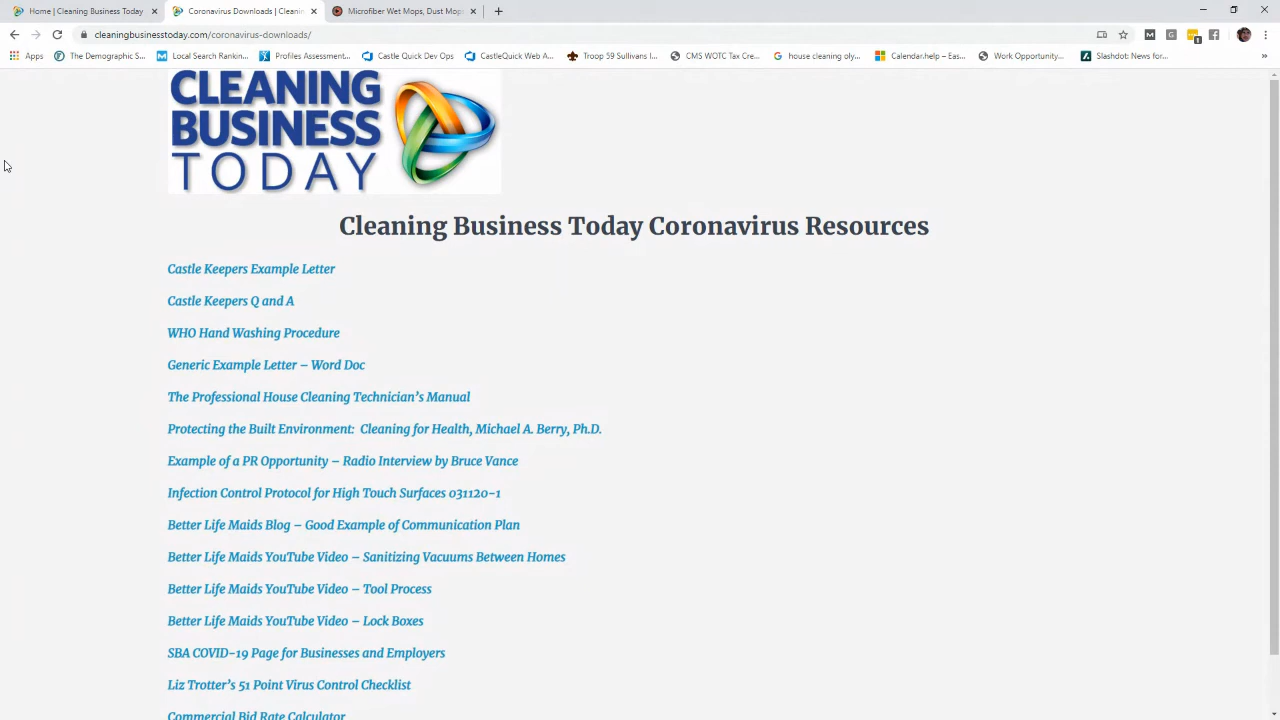 Home | Cleaning Business Today
Coronavirus Downloads | Cleanin
Microfiber Wet Mops, Dust Mops
cleaningbusinesstoday.com/coronavirus-downloads/
Apps
The Demographic S...
Local Search Rankin...
Profiles Assessment...
Castle Quick Dev Ops
CastleQuick Web A...
Troop 59 Sullivans I...
CMS WOTC Tax Cre...
house cleaning oly...
Calendar.help – Eas...
Work Opportunity...
Slashdot: News for...
CLEANING
BUSINESS
TODAY
Cleaning Business Today Coronavirus Resources
Castle Keepers Example Letter
Castle Keepers Q and A
WHO Hand Washing Procedure
Generic Example Letter – Word Doc
The Professional House Cleaning Technician’s Manual
Protecting the Built Environment:  Cleaning for Health, Michael A. Berry, Ph.D.
Example of a PR Opportunity – Radio Interview by Bruce Vance
Infection Control Protocol for High Touch Surfaces 031120-1
Better Life Maids Blog – Good Example of Communication Plan
Better Life Maids YouTube Video – Sanitizing Vacuums Between Homes
Better Life Maids YouTube Video – Tool Process
Better Life Maids YouTube Video – Lock Boxes
SBA COVID-19 Page for Businesses and Employers
Liz Trotter’s 51 Point Virus Control Checklist
Commercial Bid Rate Calculator